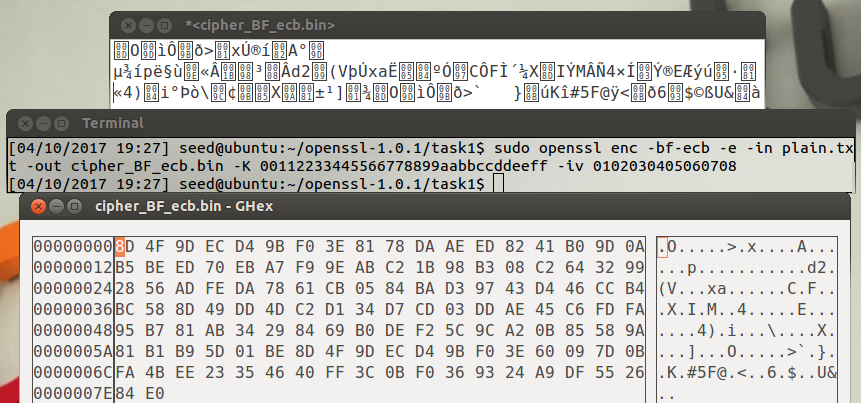 *<cipher_BF_ecb.bin>
Terminal
[04/10/2017 19:27] seed@ubuntu:~/openssl-1.0.1/task1$ sudo openssl enc -bf-ecb -e -in plain.tx
t -out cipher_BF_ecb.bin -K 00112233445566778899aabbccddeeff -iv 0102030405060708
[04/10/2017 19:27] seed@ubuntu:~/openssl-1.0.1/task1$
cipher_BF_ecb.bin - GHex
00000000 8D 4F 9D EC D4 9B F0 3E 81 78 DA AE ED 82 41 B0 9D 0A .O.....>.x....A...
00000012 B5 BE ED 70 EB A7 F9 9E AB C2 1B 98 B3 08 C2 64 32 99 ...p...........d2.
00000024 28 56 AD FE DA 78 61 CB 05 84 BA D3 97 43 D4 46 CC B4 (V...xa......C.F..
00000036 BC 58 8D 49 DD 4D C2 D1 34 D7 CD 03 DD AE 45 C6 FD FA .X.I.M..4.....E...
00000048 95 B7 81 AB 34 29 84 69 B0 DE F2 5C 9C A2 0B 85 58 9A ....4).i...\....X.
0000005A 81 B1 B9 5D 01 BE 8D 4F 9D EC D4 9B F0 3E 60 09 7D 0B ...]...O.....>`.}.
0000006C FA 4B EE 23 35 46 40 FF 3C 0B F0 36 93 24 A9 DF 55 26 .K.#5F@.<..6.$..U&
0000007E 84 E0 ..